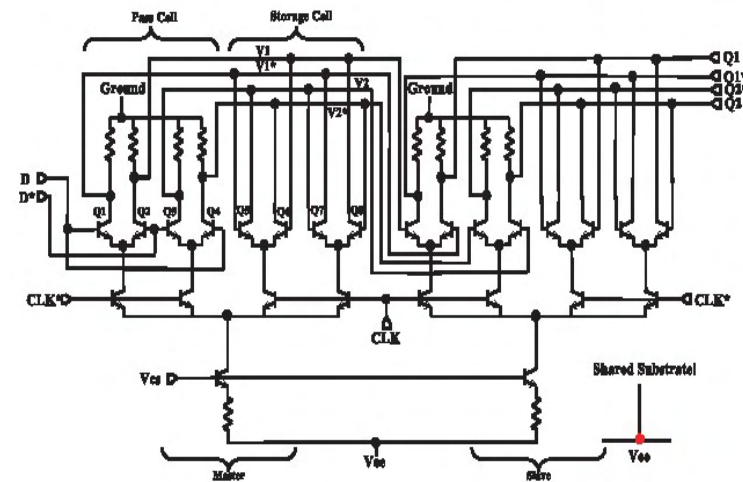 Pass Cell
Storage Cell
V1
V1*
V2
V2*
Q1
Q1*
Q2*
Q2
Ground
Ground
D
D*
Q1
Q2
Q3
Q4
Q5
Q6
Q7
Q8
CLK*
CLK
CLK*
Vcs
Shared Substrate!
Vee
Vee
Master
Slave